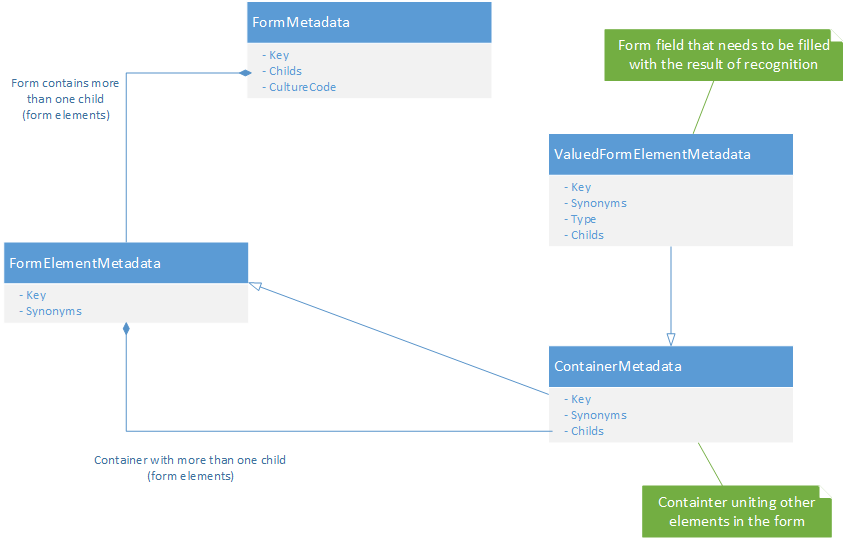 FormMetadata
- Key
- Childs
- CultureCode
Form contains more
than one child
(form elements)
Form field that needs to be filled
with the result of recognition
ValuedFormElementMetadata
- Key
- Synonyms
- Type
- Childs
FormElementMetadata
- Key
- Synonyms
ContainerMetadata
- Key
- Synonyms
- Childs
Container with more than one child
(form elements)
Containter uniting other
elements in the form